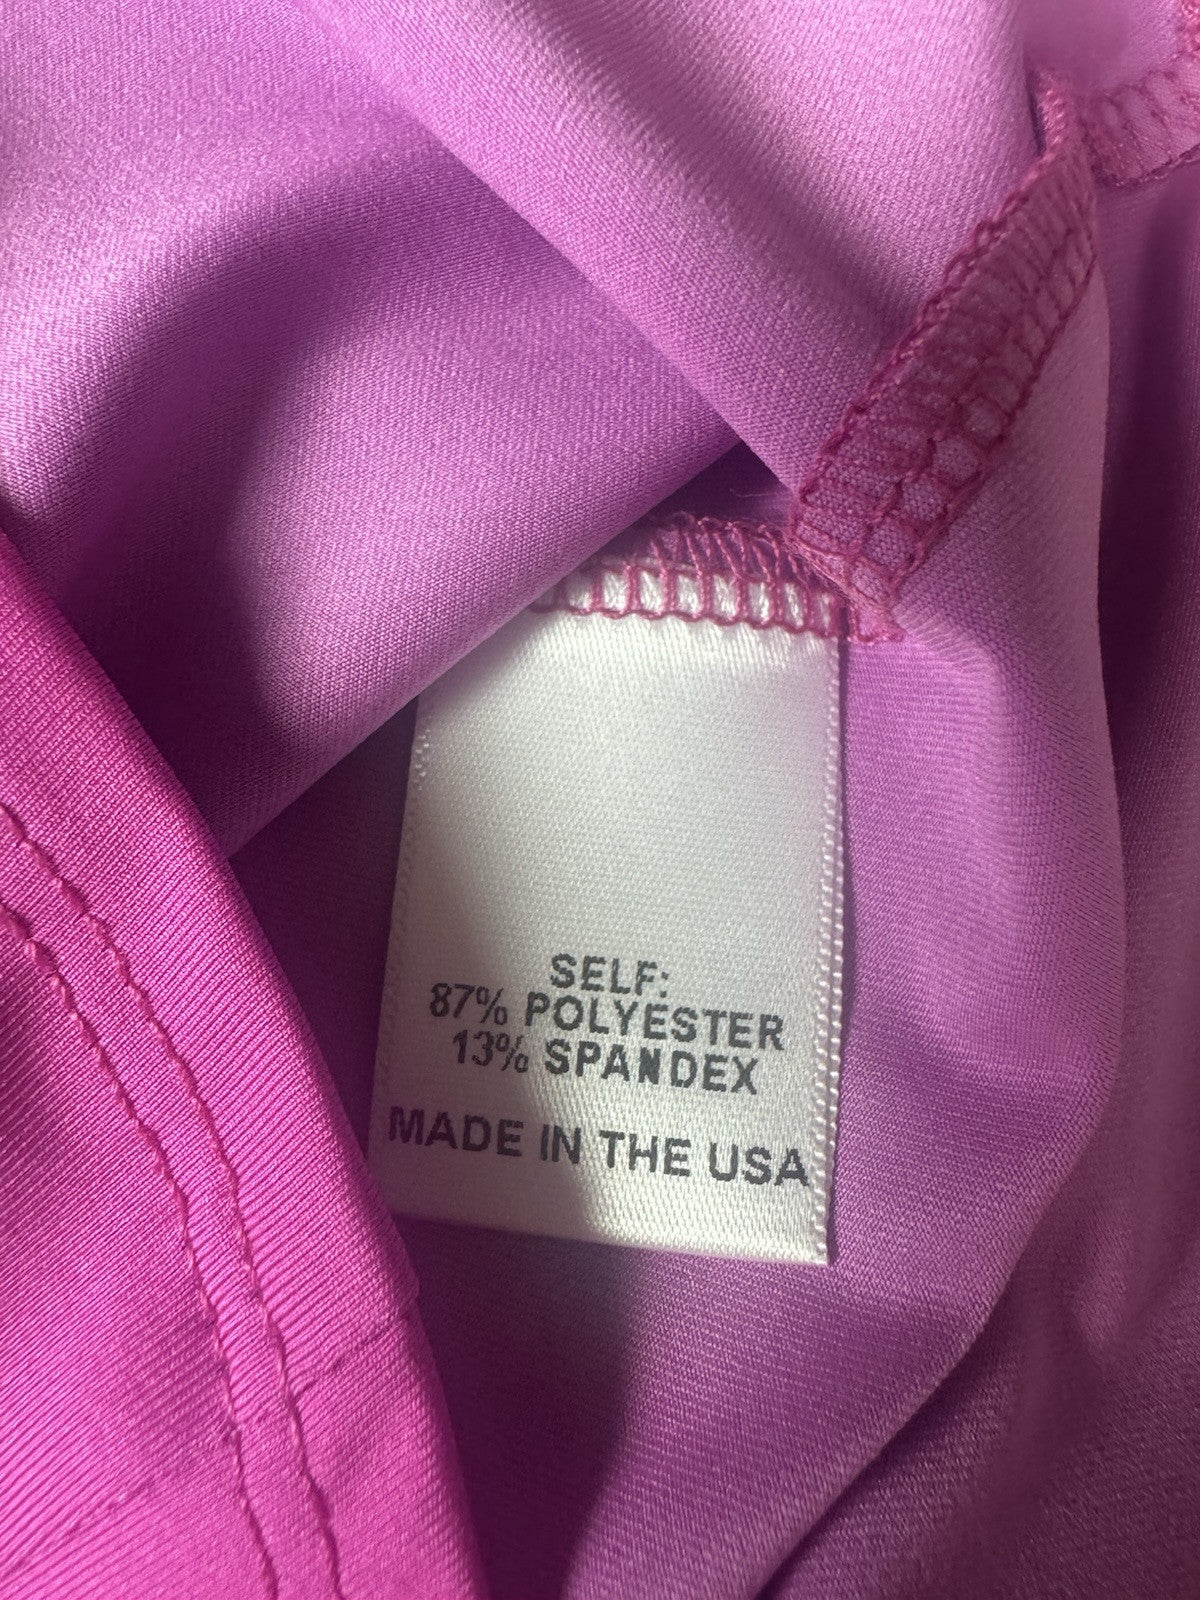 SELF:
87% POLYESTER
13% SPANDEX
MADE IN THE USA